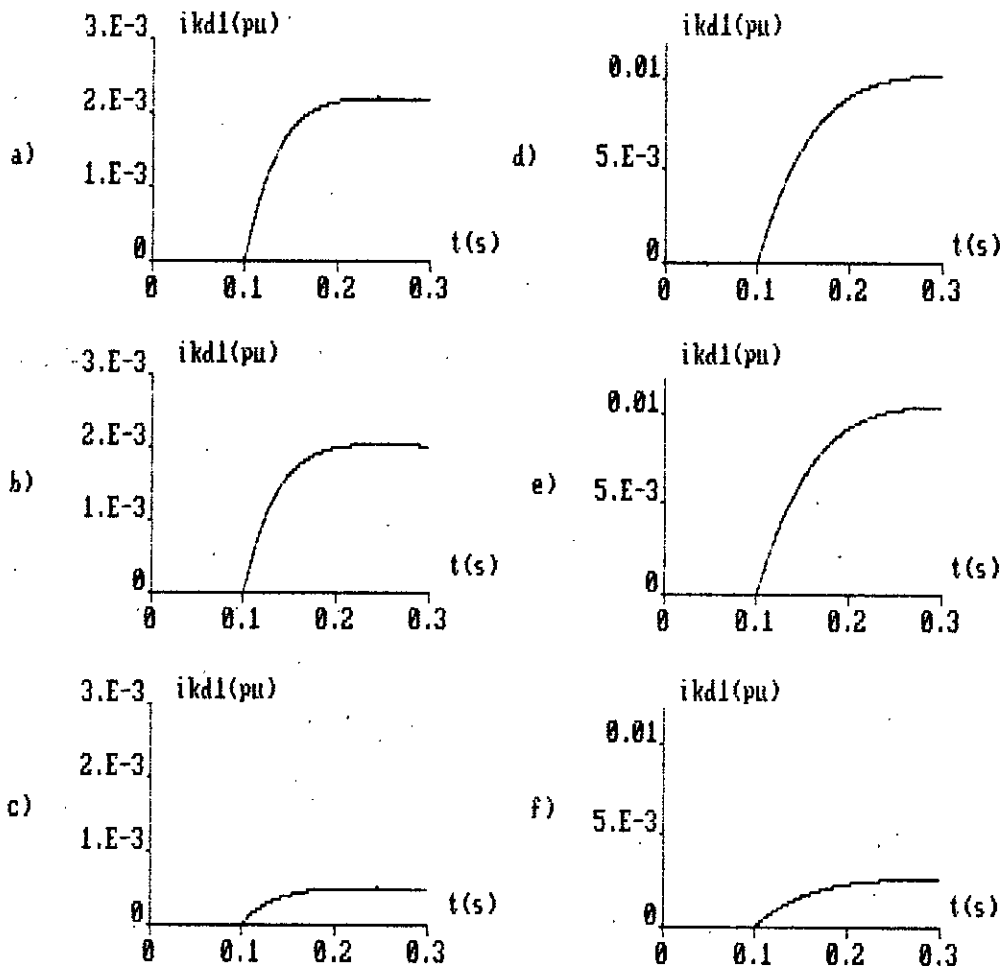 ikd1(pu)
3.E-3
2.E-3
a)
1.E-3
0
t(s)
0 0.1 0.2 0.3
ikd1(pu)
0.01
d)
5.E-3
0
t(s)
0 0.1 0.2 0.3
ikd1(pu)
3.E-3
2.E-3
b)
1.E-3
0
t(s)
0 0.1 0.2 0.3
ikd1(pu)
0.01
e)
5.E-3
0
t(s)
0 0.1 0.2 0.3
ikd1(pu)
3.E-3
2.E-3
c)
1.E-3
0
t(s)
0 0.1 0.2 0.3
ikd1(pu)
0.01
f)
5.E-3
0
t(s)
0 0.1 0.2 0.3